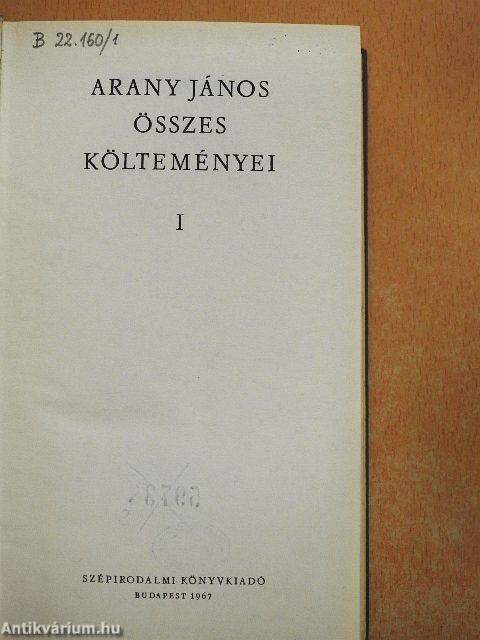 B 22.160/1
ARANY JÁNOS
ÖSSZES
KÖLTEMÉNYEI
I
SZÉPIRODALMI KÖNYVKIADÓ
BUDAPEST 1967
Antikvárium.hu